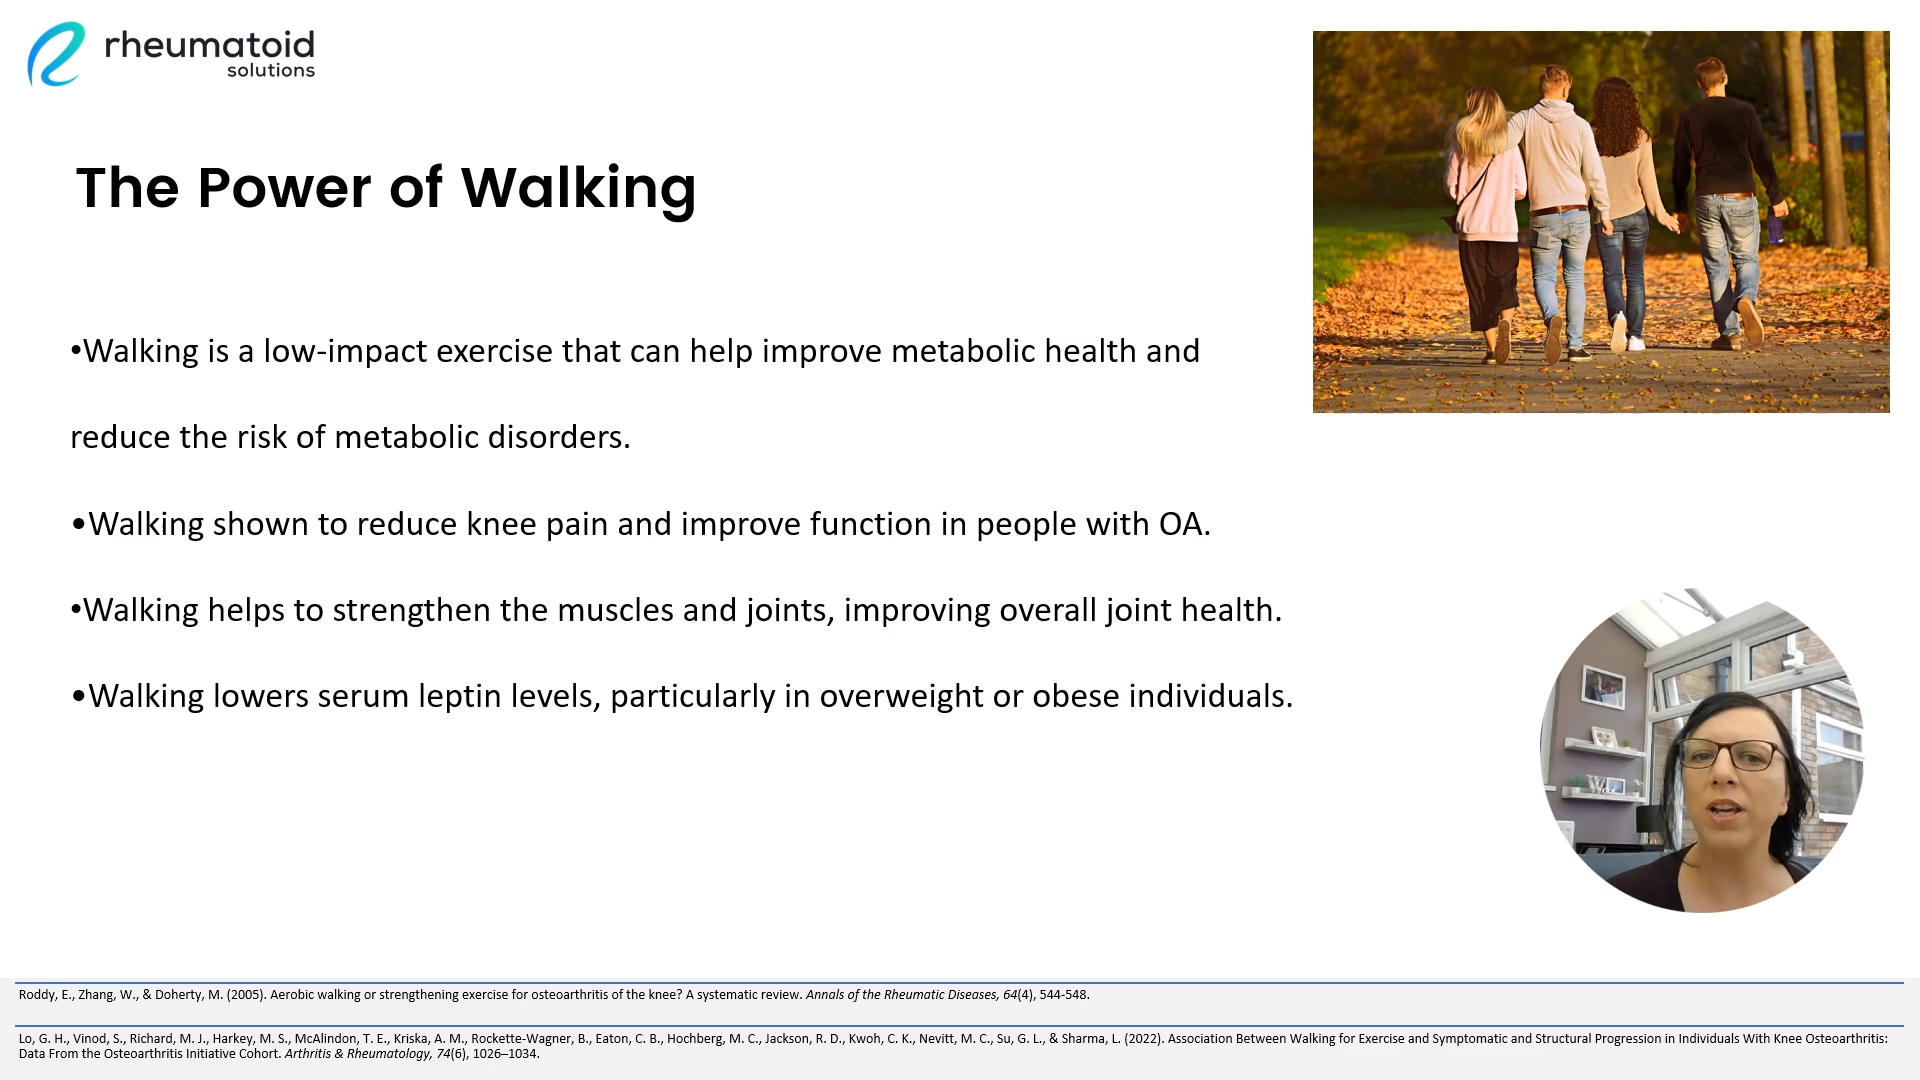 rheumatoid
solutions
The Power of Walking
•Walking is a low-impact exercise that can help improve metabolic health and
reduce the risk of metabolic disorders.
•Walking shown to reduce knee pain and improve function in people with OA.
•Walking helps to strengthen the muscles and joints, improving overall joint health.
•Walking lowers serum leptin levels, particularly in overweight or obese individuals.
Roddy, E., Zhang, W., & Doherty, M. (2005). Aerobic walking or strengthening exercise for osteoarthritis of the knee? A systematic review. Annals of the Rheumatic Diseases, 64(4), 544-548.
Lo, G. H., Vinod, S., Richard, M. J., Harkey, M. S., McAlindon, T. E., Kriska, A. M., Rockette-Wagner, B., Eaton, C. B., Hochberg, M. C., Jackson, R. D., Kwoh, C. K., Nevitt, M. C., Su, G. L., & Sharma, L. (2022). Association Between Walking for Exercise and Symptomatic and Structural Progression in Individuals With Knee Osteoarthritis:
Data From the Osteoarthritis Initiative Cohort. Arthritis & Rheumatology, 74(6), 1026–1034.